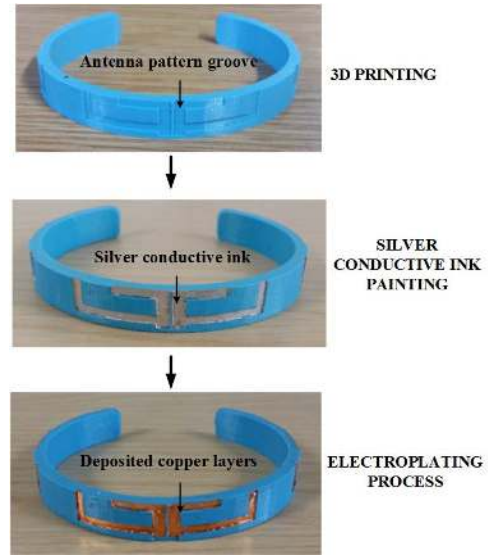 Antenna pattern groove
3D PRINTING
Silver conductive ink
SILVER
CONDUCTIVE INK
PAINTING
Deposited copper layers
ELECTROPLATING
PROCESS